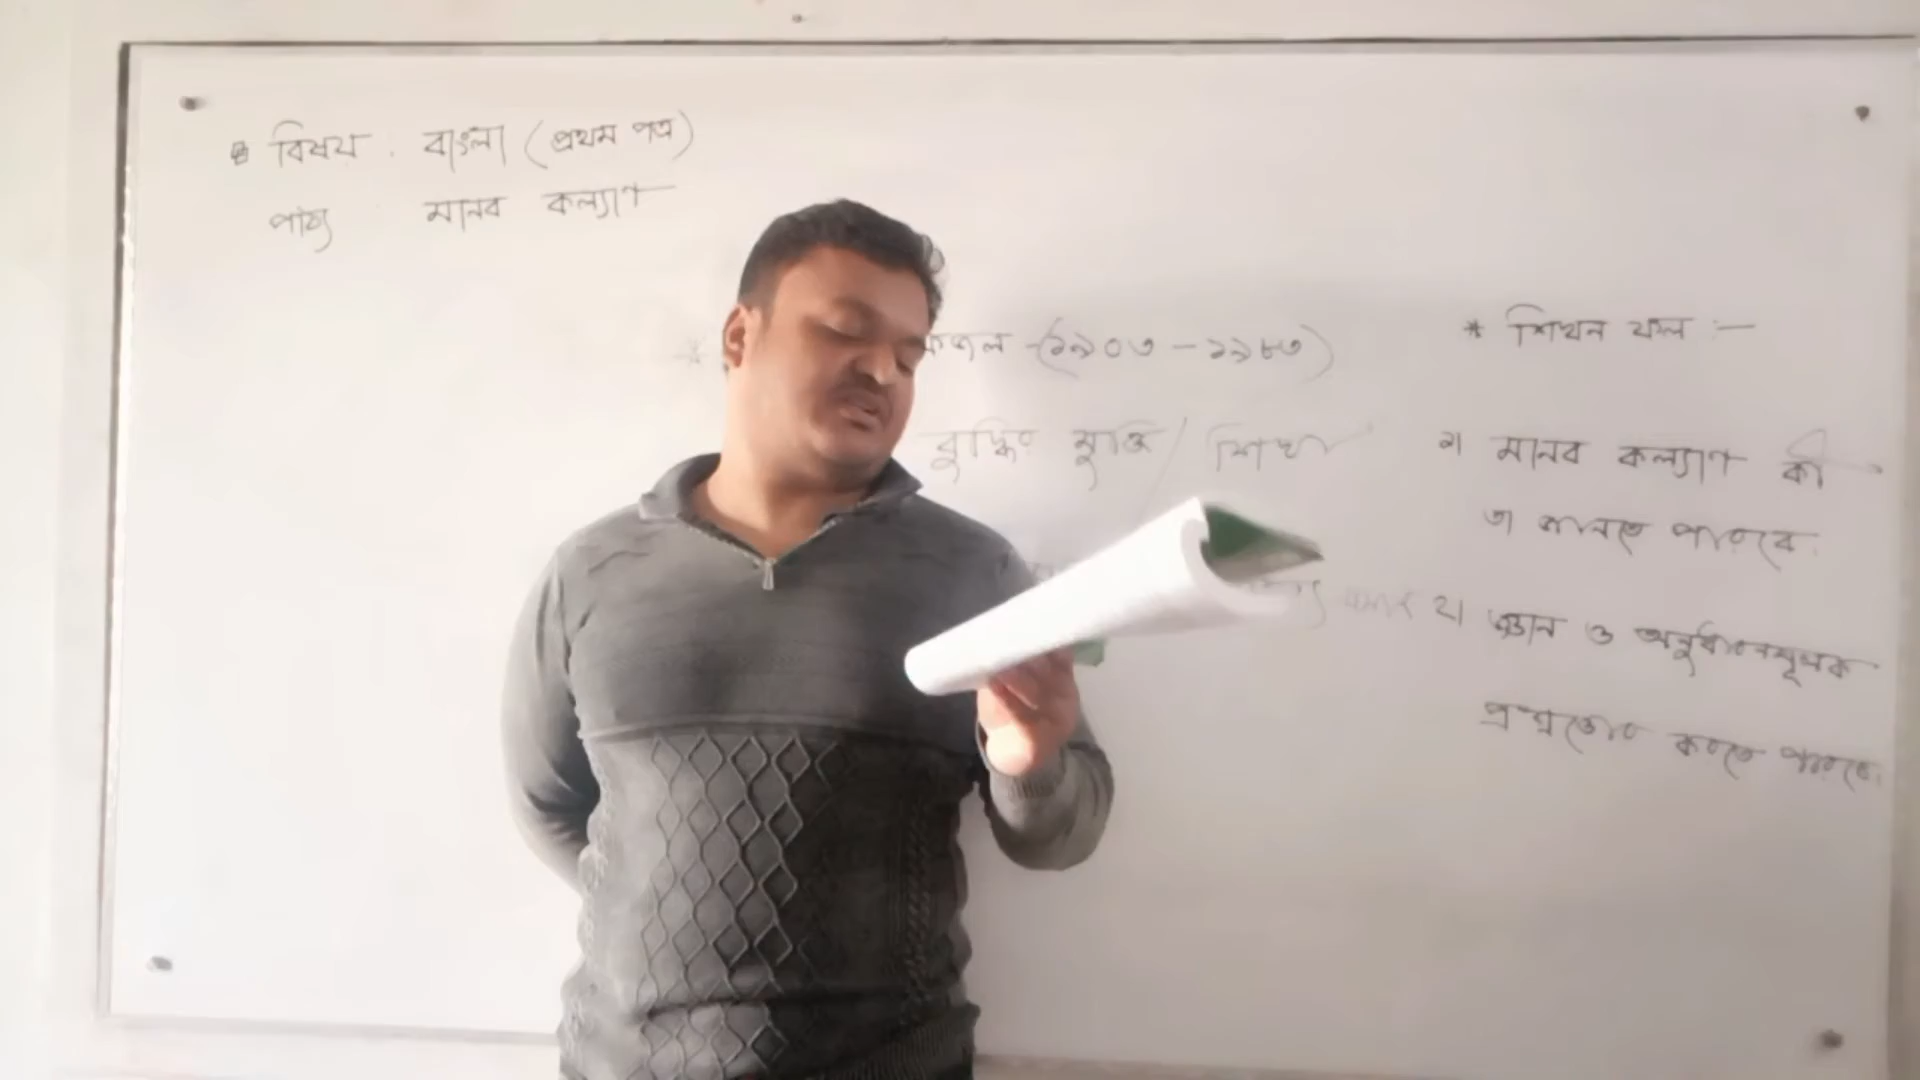 বিষয় : বাংলা (প্রথম পত্র)
পাঠ্য : মানব কল্যাণ
ফজল - (১৯০৩ - ১৯৮৩)
বুদ্ধির মুক্তি / শিখা
* শিখন ফল :-
১। মানব কল্যাণ কী
তা জানতে পারবে।
২। জ্ঞান ও অনুধাবনমূলক
প্রশ্নোত্তর করতে পারবে।